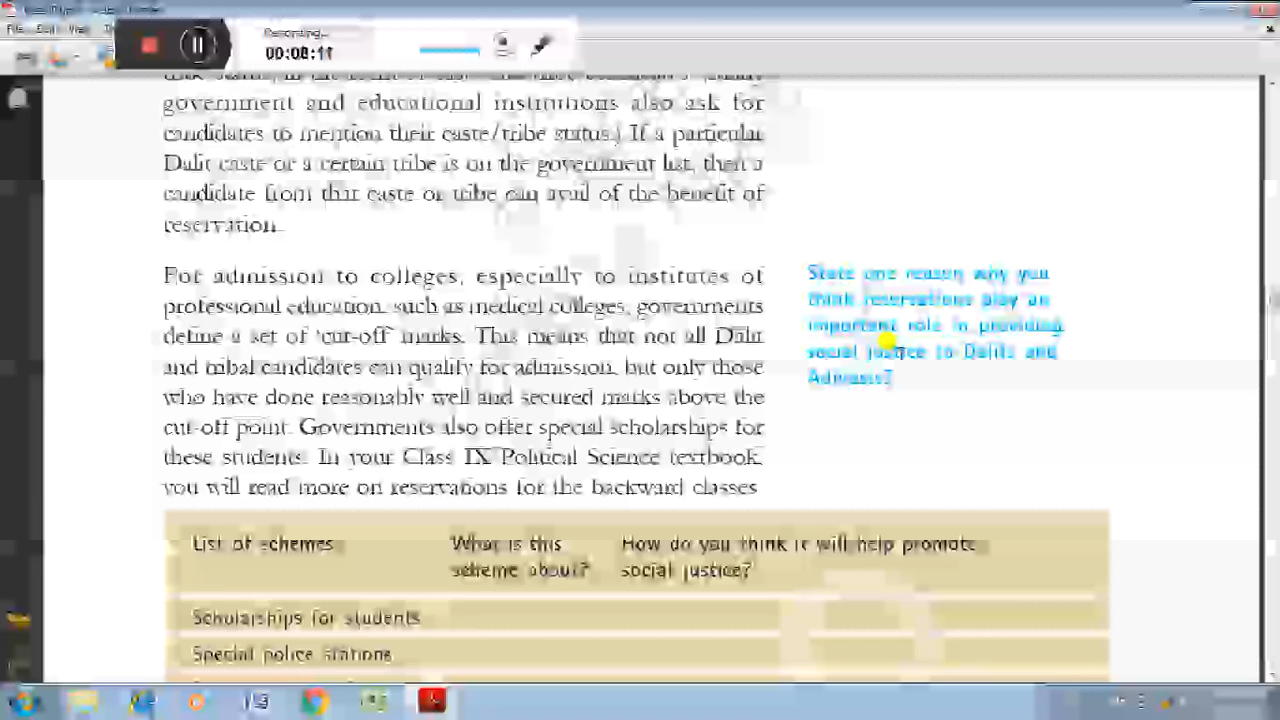 Recording...
00:08:11
government and educational institutions also ask for
candidates to mention their caste/tribe status.) If a particular
Dalit caste or a certain tribe is on the government list, then a
candidate from that caste or tribe can avail of the benefit of
reservation.
For admission to colleges, especially to institutes of
professional education, such as medical colleges, governments
define a set of ‘cut-off’ marks. This means that not all Dalit
and tribal candidates can qualify for admission, but only those
who have done reasonably well and secured marks above the
cut-off point. Governments also offer special scholarships for
these students. In your Class IX Political Science textbook,
you will read more on reservations for the backward classes
State one reason why you
think reservations play an
important role in providing
social justice to Dalits and
Adivasis?
List of schemes
What is this
scheme about?
How do you think it will help promote
social justice?
Scholarships for students
Special police stations